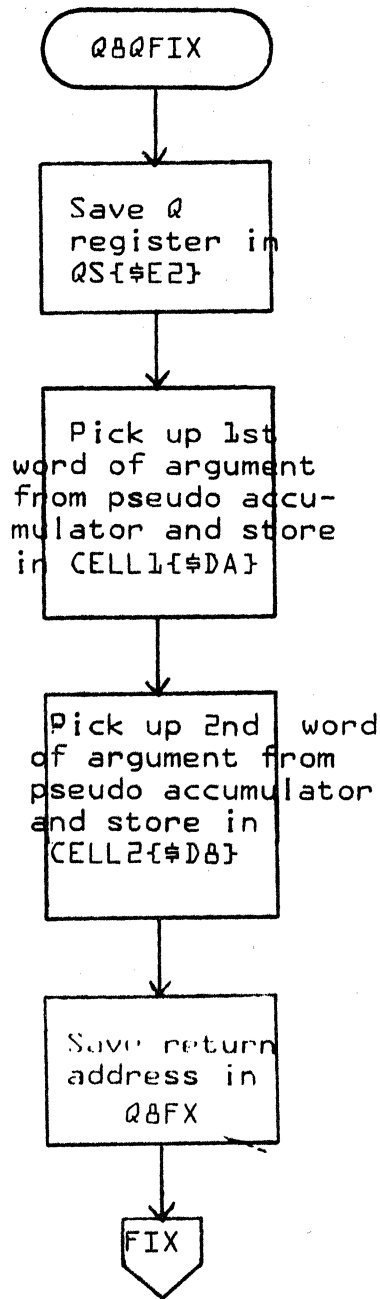 Q8QFIX
Save Q
register in
QS{$E2}
Pick up 1st
word of argument
from pseudo accu-
mulator and store
in CELL1{$DA}
Pick up 2nd word
of argument from
pseudo accumulator
and store in
CELL2{$D8}
Save return
address in
Q8FX
FIX